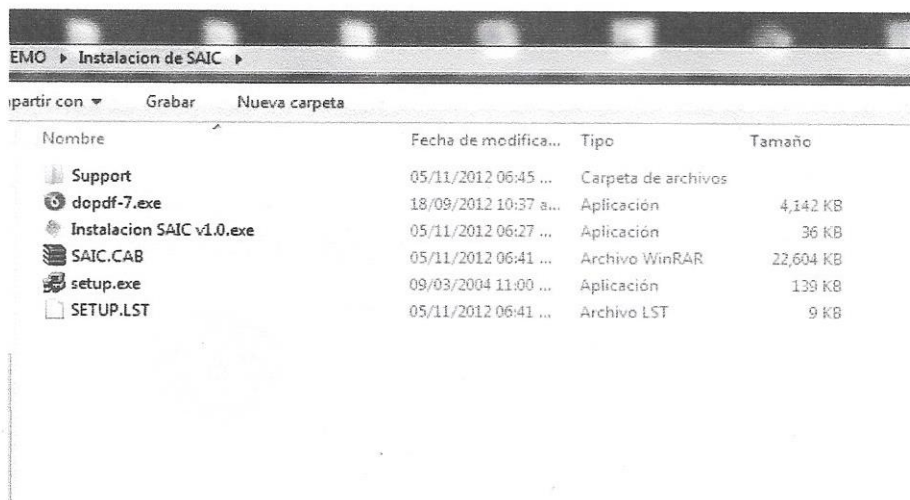 EMO ▸ Instalacion de SAIC ▸
partir con ▾ Grabar Nueva carpeta
Nombre Fecha de modifica... Tipo Tamaño
Support 05/11/2012 06:45 ... Carpeta de archivos
dopdf-7.exe 18/09/2012 10:37 a... Aplicación 4,142 KB
Instalacion SAIC v1.0.exe 05/11/2012 06:27 ... Aplicación 36 KB
SAIC.CAB 05/11/2012 06:41 ... Archivo WinRAR 22,604 KB
setup.exe 09/03/2004 11:00 ... Aplicación 139 KB
SETUP.LST 05/11/2012 06:41 ... Archivo LST 9 KB